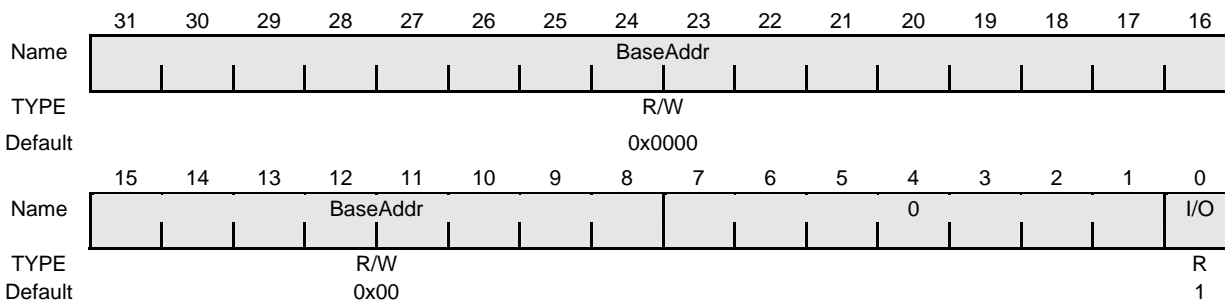 31 30 29 28 27 26 25 24 23 22 21 20 19 18 17 16
Name BaseAddr
TYPE R/W
Default 0x0000
15 14 13 12 11 10 9 8 7 6 5 4 3 2 1 0
Name BaseAddr 0 I/O
TYPE R/W R
Default 0x00 1